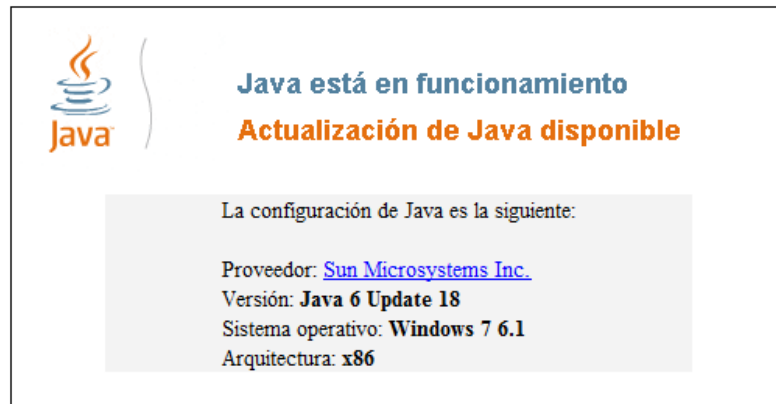 Java
Java está en funcionamiento
Actualización de Java disponible
La configuración de Java es la siguiente:
Proveedor: Sun Microsystems Inc.
Versión: Java 6 Update 18
Sistema operativo: Windows 7 6.1
Arquitectura: x86